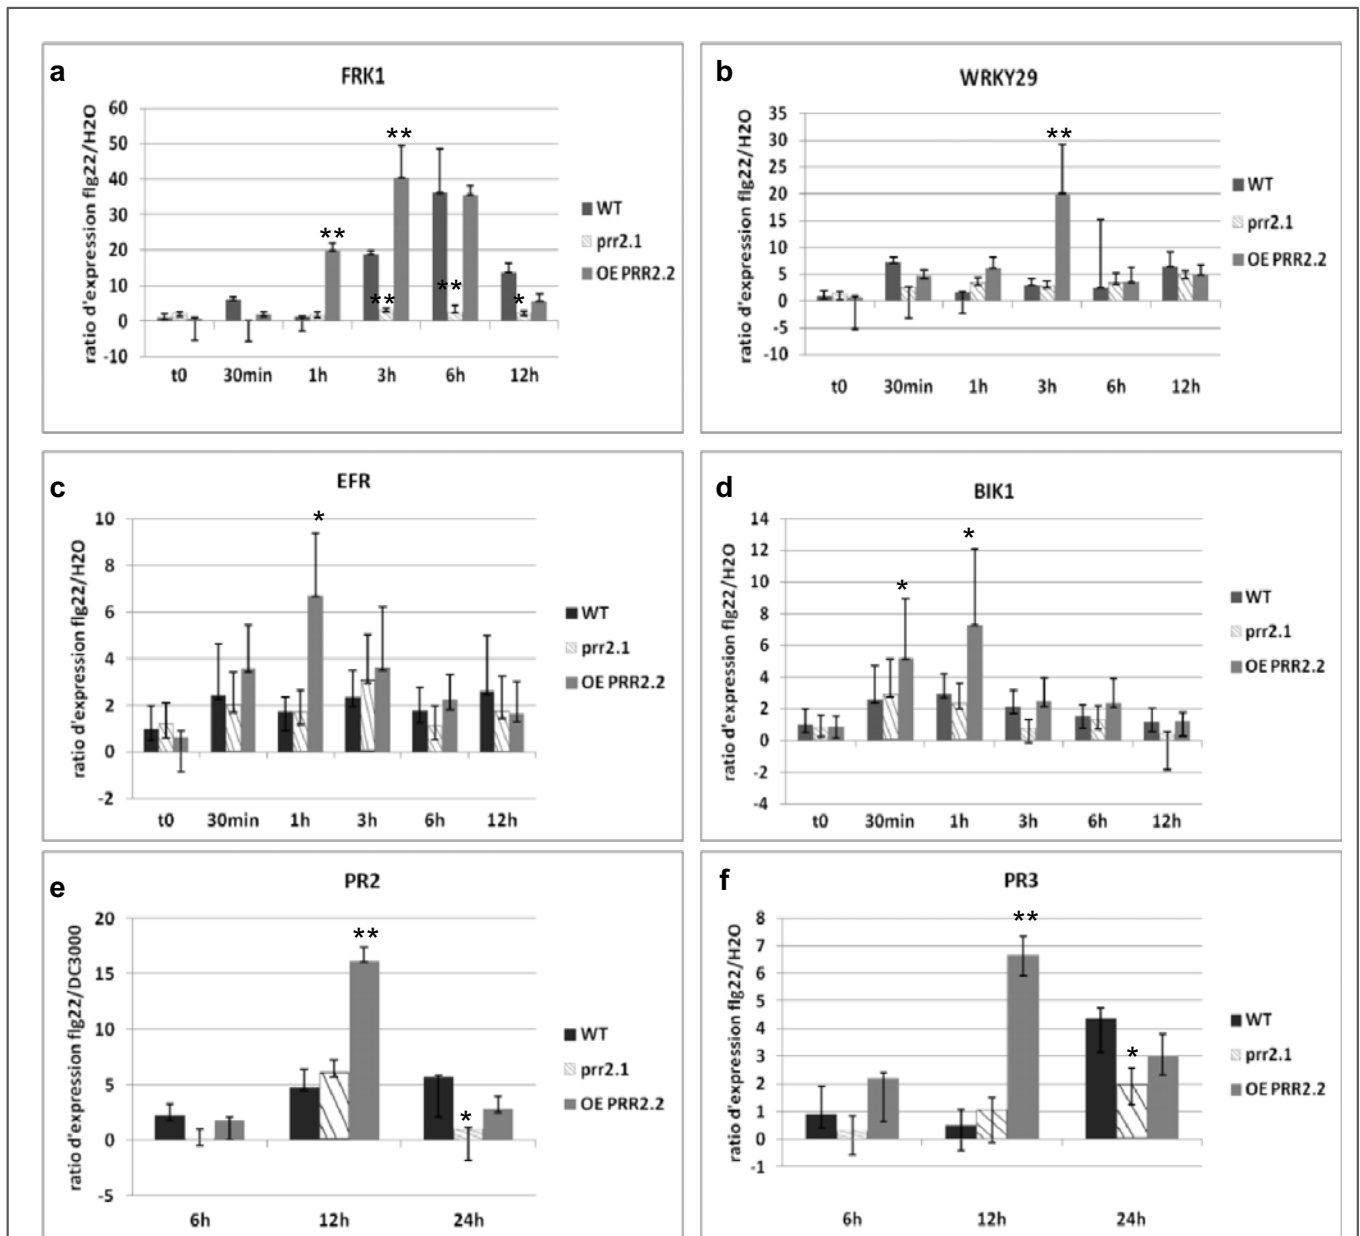 a
FRK1
ratio d'expression flg22/H2O
60
50
40
30
20
10
0
-10
**
**
**
**
*
t0 30min 1h 3h 6h 12h
WT
prr2.1
OE PRR2.2
b
WRKY29
ratio d'expression flg22/H2O
35
30
25
20
15
10
5
0
-5
-10
**
t0 30min 1h 3h 6h 12h
WT
prr2.1
OE PRR2.2
c
EFR
ratio d'expression flg22/H2O
10
8
6
4
2
0
-2
*
t0 30min 1h 3h 6h 12h
WT
prr2.1
OE PRR2.2
d
BIK1
ratio d'expression flg22/H2O
14
12
10
8
6
4
2
0
-2
-4
*
*
t0 30min 1h 3h 6h 12h
WT
prr2.1
OE PRR2.2
e
PR2
ratio d'expression flg22/DC3000
20
15
10
5
0
-5
**
*
6h 12h 24h
WT
prr2.1
OE PRR2.2
f
PR3
ratio d'expression flg22/H2O
8
7
6
5
4
3
2
1
0
-1
**
*
6h 12h 24h
WT
prr2.1
OE PRR2.2